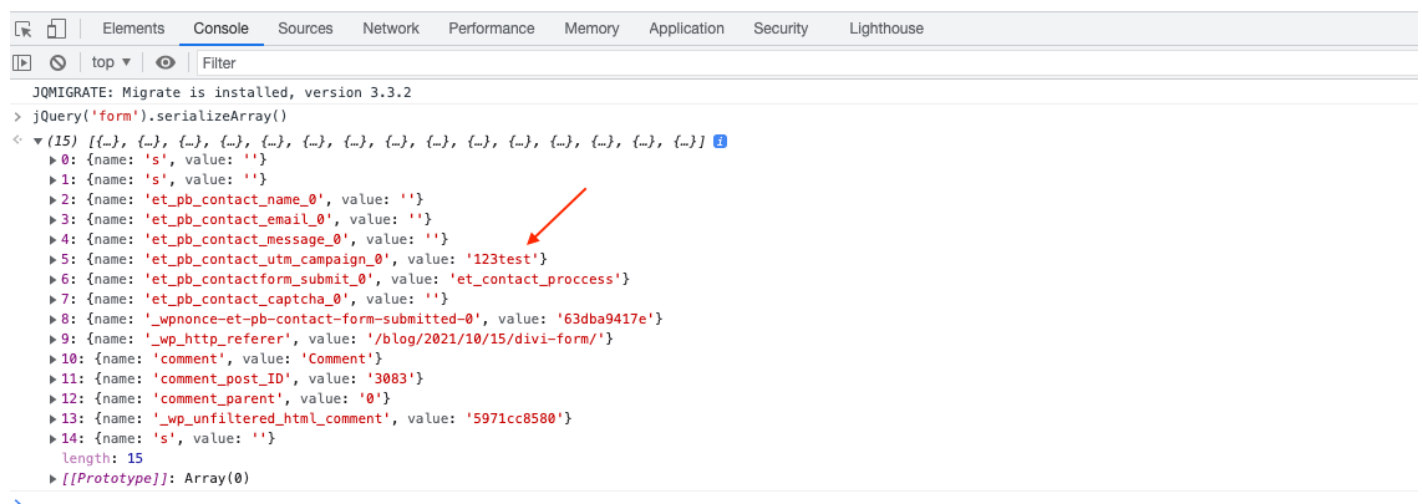 Elements Console Sources Network Performance Memory Application Security Lighthouse
top ▼ Filter
JQMIGRATE: Migrate is installed, version 3.3.2
> jQuery('form').serializeArray()
<· ▼(15) [{…}, {…}, {…}, {…}, {…}, {…}, {…}, {…}, {…}, {…}, {…}, {…}, {…}, {…}, {…}] i
▶0: {name: 's', value: ''}
▶1: {name: 's', value: ''}
▶2: {name: 'et_pb_contact_name_0', value: ''}
▶3: {name: 'et_pb_contact_email_0', value: ''}
▶4: {name: 'et_pb_contact_message_0', value: ''}
▶5: {name: 'et_pb_contact_utm_campaign_0', value: '123test'}
▶6: {name: 'et_pb_contactform_submit_0', value: 'et_contact_proccess'}
▶7: {name: 'et_pb_contact_captcha_0', value: ''}
▶8: {name: '_wpnonce-et-pb-contact-form-submitted-0', value: '63dba9417e'}
▶9: {name: '_wp_http_referer', value: '/blog/2021/10/15/divi-form/'}
▶10: {name: 'comment', value: 'Comment'}
▶11: {name: 'comment_post_ID', value: '3083'}
▶12: {name: 'comment_parent', value: '0'}
▶13: {name: '_wp_unfiltered_html_comment', value: '5971cc8580'}
▶14: {name: 's', value: ''}
length: 15
▶[[Prototype]]: Array(0)
>